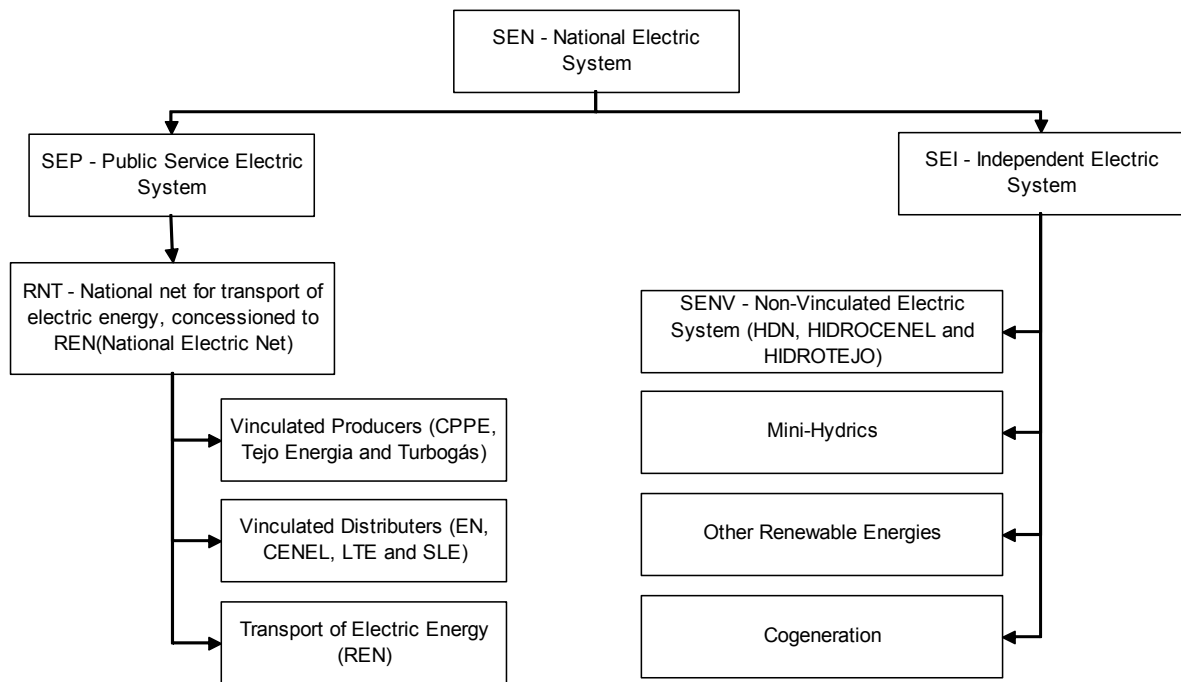 SEN - National Electric
System
SEP - Public Service Electric
System
SEI - Independent Electric
System
RNT - National net for transport of
electric energy, concessioned to
REN(National Electric Net)
SENV - Non-Vinculated Electric
System (HDN, HIDROCENEL and
HIDROTEJO)
Vinculated Producers (CPPE,
Tejo Energia and Turbogás)
Mini-Hydrics
Vinculated Distributers (EN,
CENEL, LTE and SLE)
Other Renewable Energies
Transport of Electric Energy
(REN)
Cogeneration